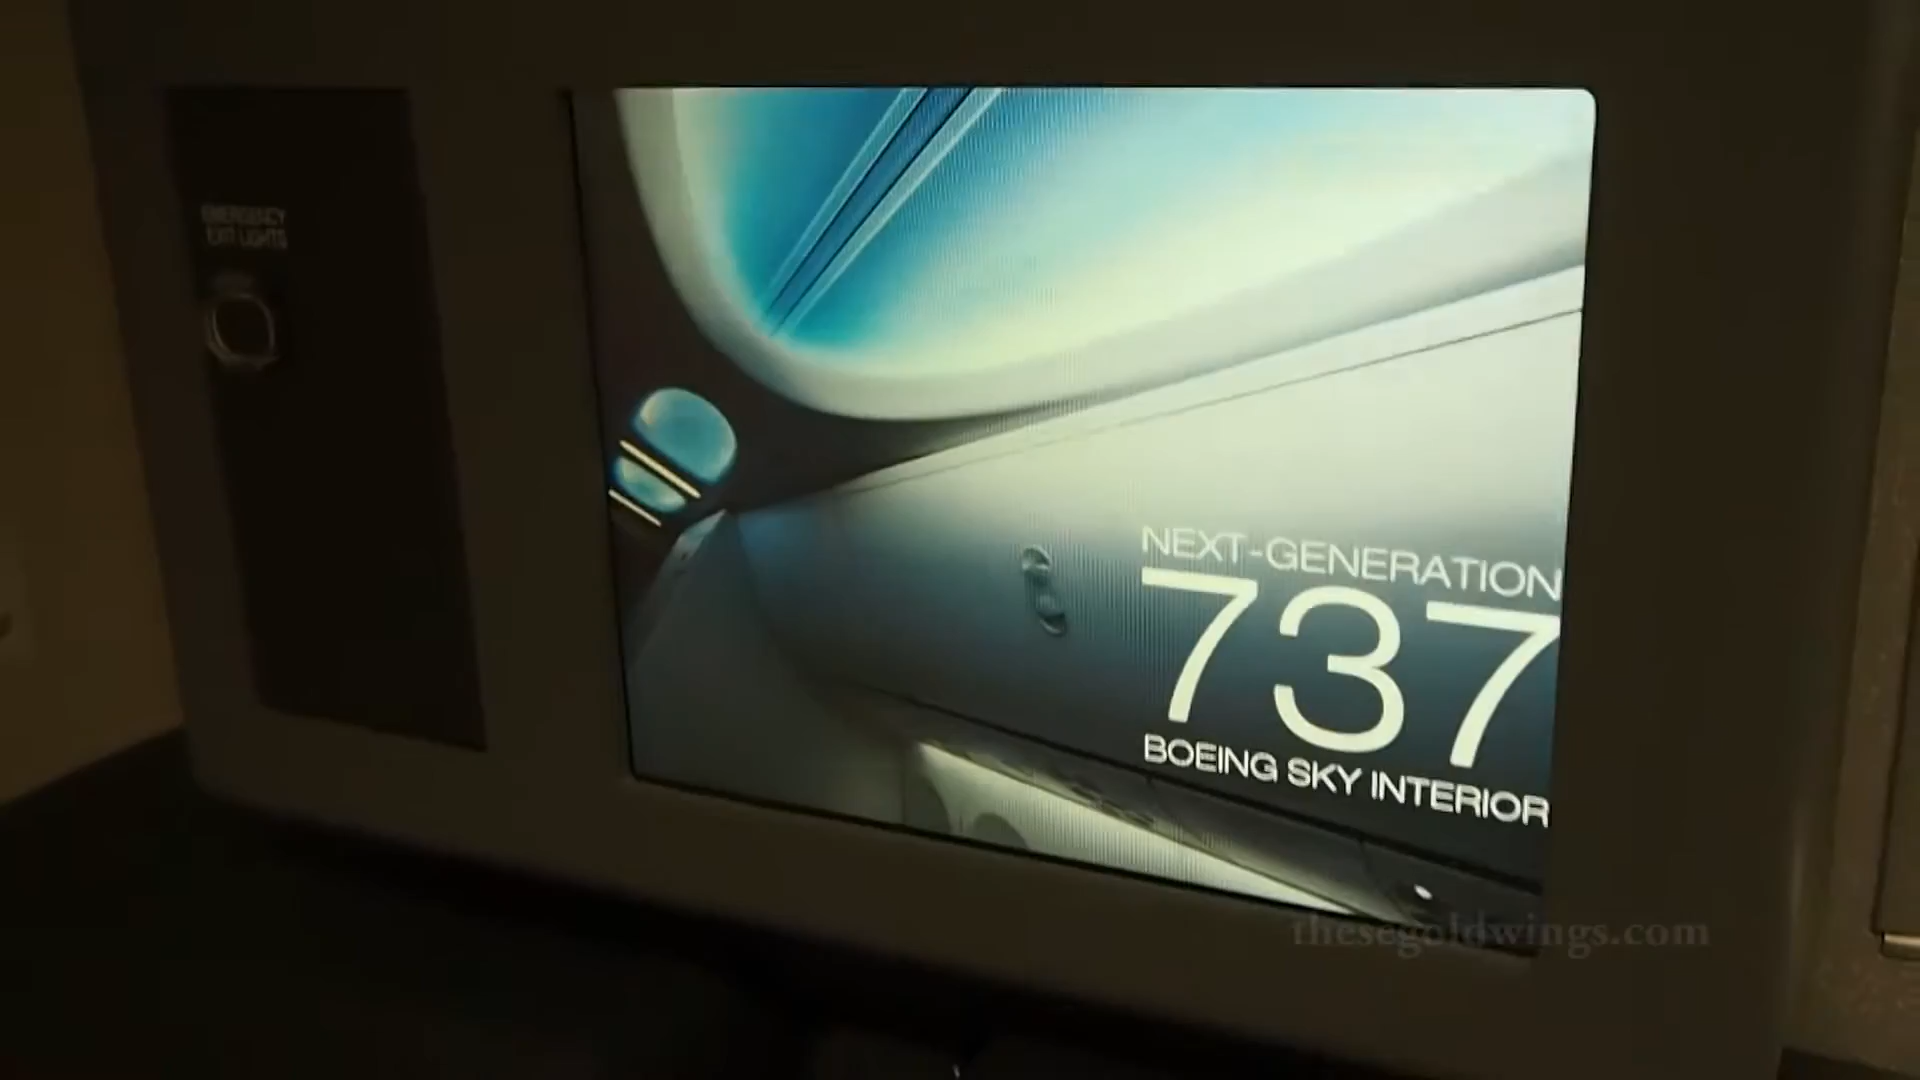 EMERGENCY
EXIT LIGHTS
NEXT-GENERATION
737
BOEING SKY INTERIOR
thesegoldwings.com